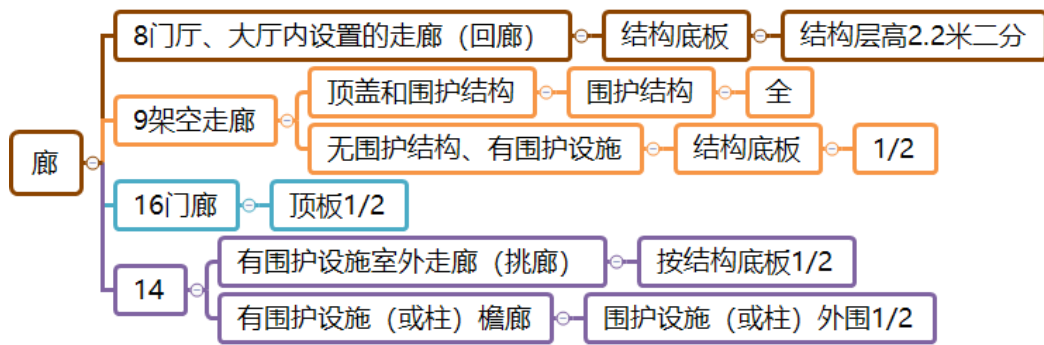 廊
8门厅、大厅内设置的走廊（回廊）
结构底板
结构层高2.2米二分
9架空走廊
顶盖和围护结构
围护结构
全
无围护结构、有围护设施
结构底板
1/2
16门廊
顶板1/2
14
有围护设施室外走廊（挑廊）
按结构底板1/2
有围护设施（或柱）檐廊
围护设施（或柱）外围1/2